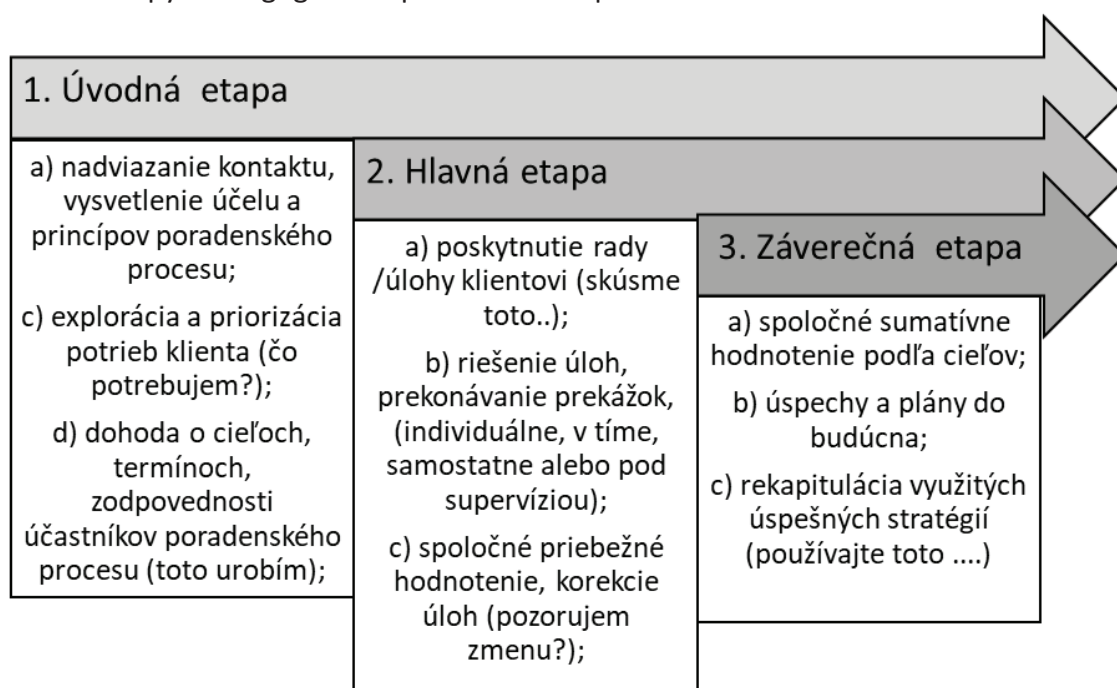 1. Úvodná etapa
a) nadviazanie kontaktu,
vysvetlenie účelu a
princípov poradenského
procesu;
c) explorácia a priorizácia
potrieb klienta (čo
potrebujem?);
d) dohoda o cieľoch,
termínoch,
zodpovednosti
účastníkov poradenského
procesu (toto urobím);
2. Hlavná etapa
a) poskytnutie rady
/úlohy klientovi (skúsme
toto..);
b) riešenie úloh,
prekonávanie prekážok,
(individuálne, v tíme,
samostatne alebo pod
supervíziou);
c) spoločné priebežné
hodnotenie, korekcie
úloh (pozorujem
zmenu?);
3. Záverečná etapa
a) spoločné sumatívne
hodnotenie podľa cieľov;
b) úspechy a plány do
budúcna;
c) rekapitulácia využitých
úspešných stratégií
(používajte toto ....)